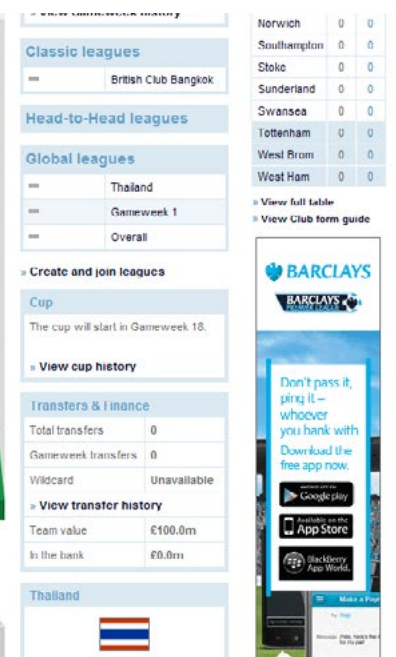 » View Gameweek history
Classic leagues
British Club Bangkok
Head-to-Head leagues
Global leagues
Thailand
Gameweek 1
Overall
» Create and join leagues
Cup
The cup will start in Gameweek 18.
» View cup history
Transfers & Finance
Total transfers 0
Gameweek transfers 0
Wildcard Unavailable
» View transfer history
Team value £100.0m
In the bank £0.0m
Thailand
Norwich 0 0
Southampton 0 0
Stoke 0 0
Sunderland 0 0
Swansea 0 0
Tottenham 0 0
West Brom 0 0
West Ham 0 0
» View full table
» View Club form guide
BARCLAYS
BARCLAYS
PREMIER LEAGUE
Don't pass it,
ping it –
whoever
you bank with
Download the
free app now.
Google play
Available on the
App Store
BlackBerry
App World.
Make a Pay